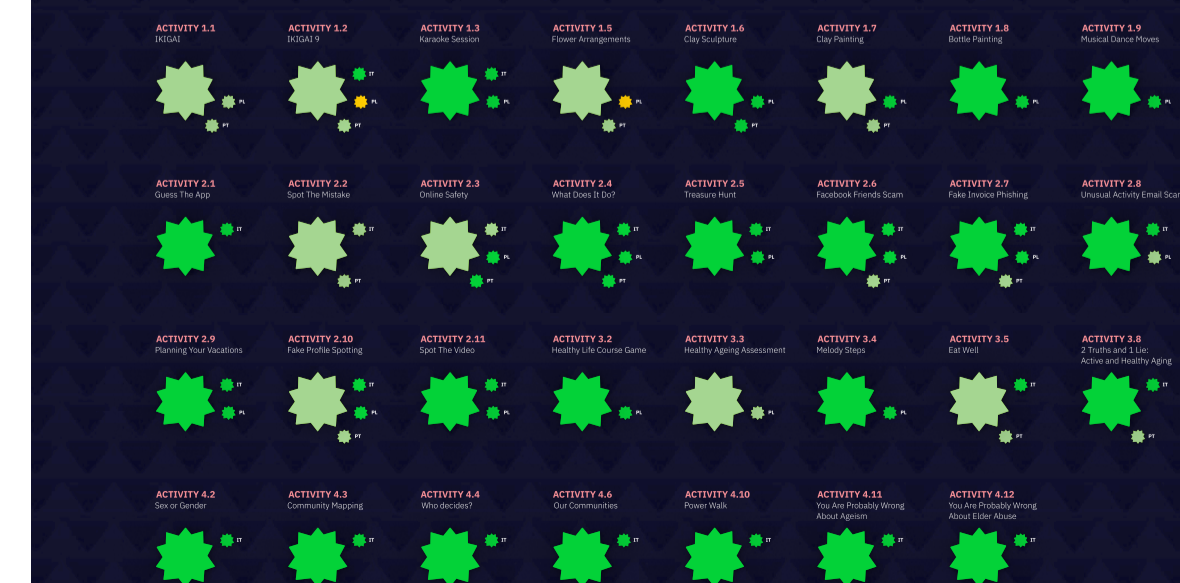 ACTIVITY 1.1
IKIGAI
PL
PT
ACTIVITY 1.2
IKIGAI 9
IT
PL
PT
ACTIVITY 1.3
Karaoke Session
IT
PL
ACTIVITY 1.5
Flower Arrangements
PL
PT
ACTIVITY 1.6
Clay Sculpture
PL
PT
ACTIVITY 1.7
Clay Painting
PL
PT
ACTIVITY 1.8
Bottle Painting
PL
ACTIVITY 1.9
Musical Dance Moves
PL
ACTIVITY 2.1
Guess The App
IT
ACTIVITY 2.2
Spot The Mistake
IT
PT
ACTIVITY 2.3
Online Safety
IT
PL
PT
ACTIVITY 2.4
What Does It Do?
IT
PL
PT
ACTIVITY 2.5
Treasure Hunt
PL
ACTIVITY 2.6
Facebook Friends Scam
IT
PL
PT
ACTIVITY 2.7
Fake Invoice Phishing
IT
PL
PT
ACTIVITY 2.8
Unusual Activity Email
IT
PL
ACTIVITY 2.9
Planning Your Vacations
IT
PL
ACTIVITY 2.10
Fake Profile Spotting
IT
PL
PT
ACTIVITY 2.11
Spot The Video
IT
PL
ACTIVITY 3.2
Healthy Life Course Game
PL
ACTIVITY 3.3
Healthy Ageing Assessment
PL
ACTIVITY 3.4
Melody Steps
PL
ACTIVITY 3.5
Eat Well
IT
PT
ACTIVITY 3.8
2 Truths and 1 Lie:
Active and Healthy Aging
IT
PT
ACTIVITY 4.2
Sex or Gender
IT
ACTIVITY 4.3
Community Mapping
IT
ACTIVITY 4.4
Who decides?
IT
ACTIVITY 4.6
Our Communities
IT
ACTIVITY 4.10
Power Walk
IT
ACTIVITY 4.11
You Are Probably Wrong
About Ageism
IT
ACTIVITY 4.12
You Are Probably Wrong
About Elder Abuse
IT